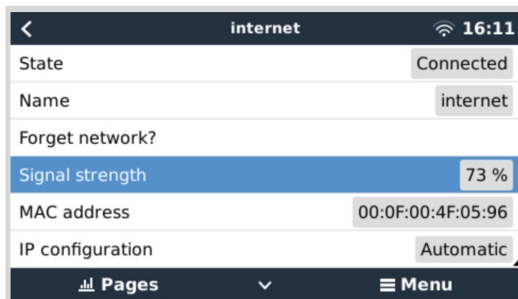 internet 16:11
State Connected
Name internet
Forget network?
Signal strength 73 %
MAC address 00:0F:00:4F:05:96
IP configuration Automatic
Pages Menu